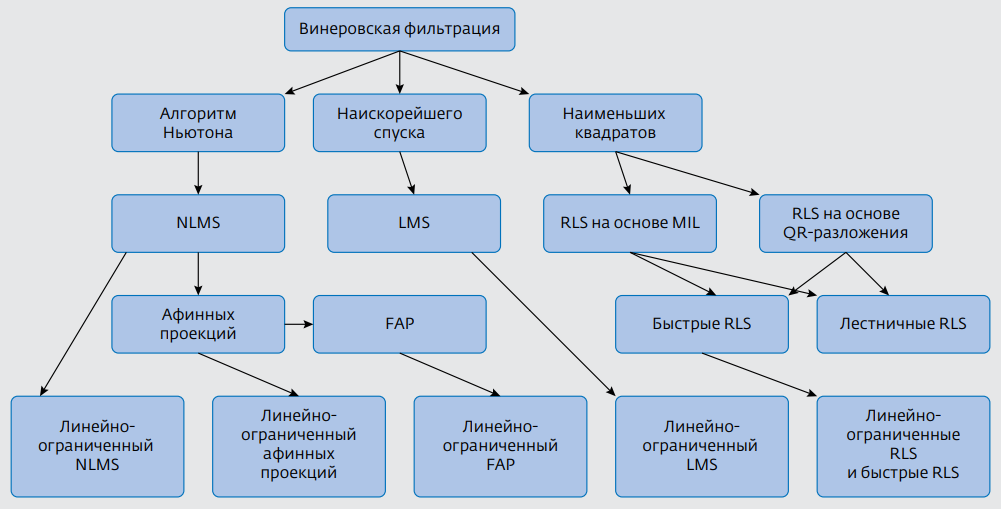 Винеровская фильтрация
Алгоритм
Ньютона
Наискорейшего
спуска
Наименьших
квадратов
NLMS
LMS
RLS на основе MIL
RLS на основе
QR-разложения
Афинных
проекций
FAP
Быстрые RLS
Лестничные RLS
Линейно-
ограниченный
NLMS
Линейно-
ограниченный
афинных
проекций
Линейно-
ограниченный
FAP
Линейно-
ограниченный
LMS
Линейно-
ограниченные
RLS
и быстрые RLS